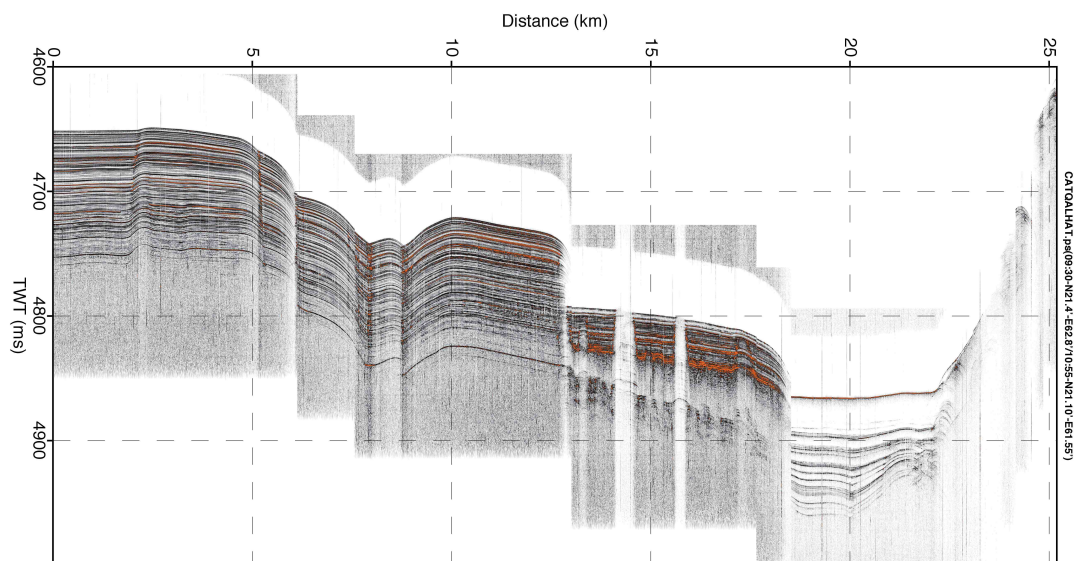 Distance (km)
0 5 10 15 20 25
4600
4700
4800
4900
TWT (ms)
CATQALHAT.ps(09:30-N21.4°-E62.8°/10:55-N21.10°-E61.55°)